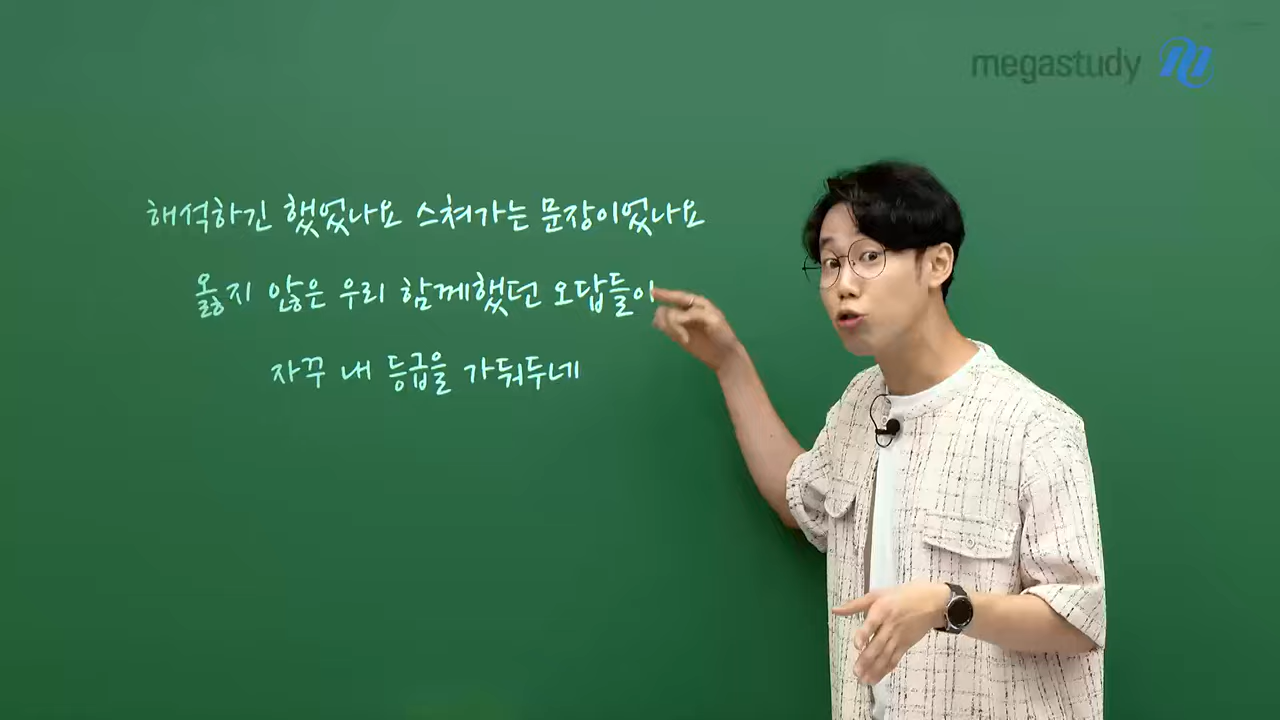 megastudy
해석하긴 했었나요 스쳐가는 문장이었나요
옳지 않은 우리 함께했던 오답들이
자꾸 내 등급을 가둬두네